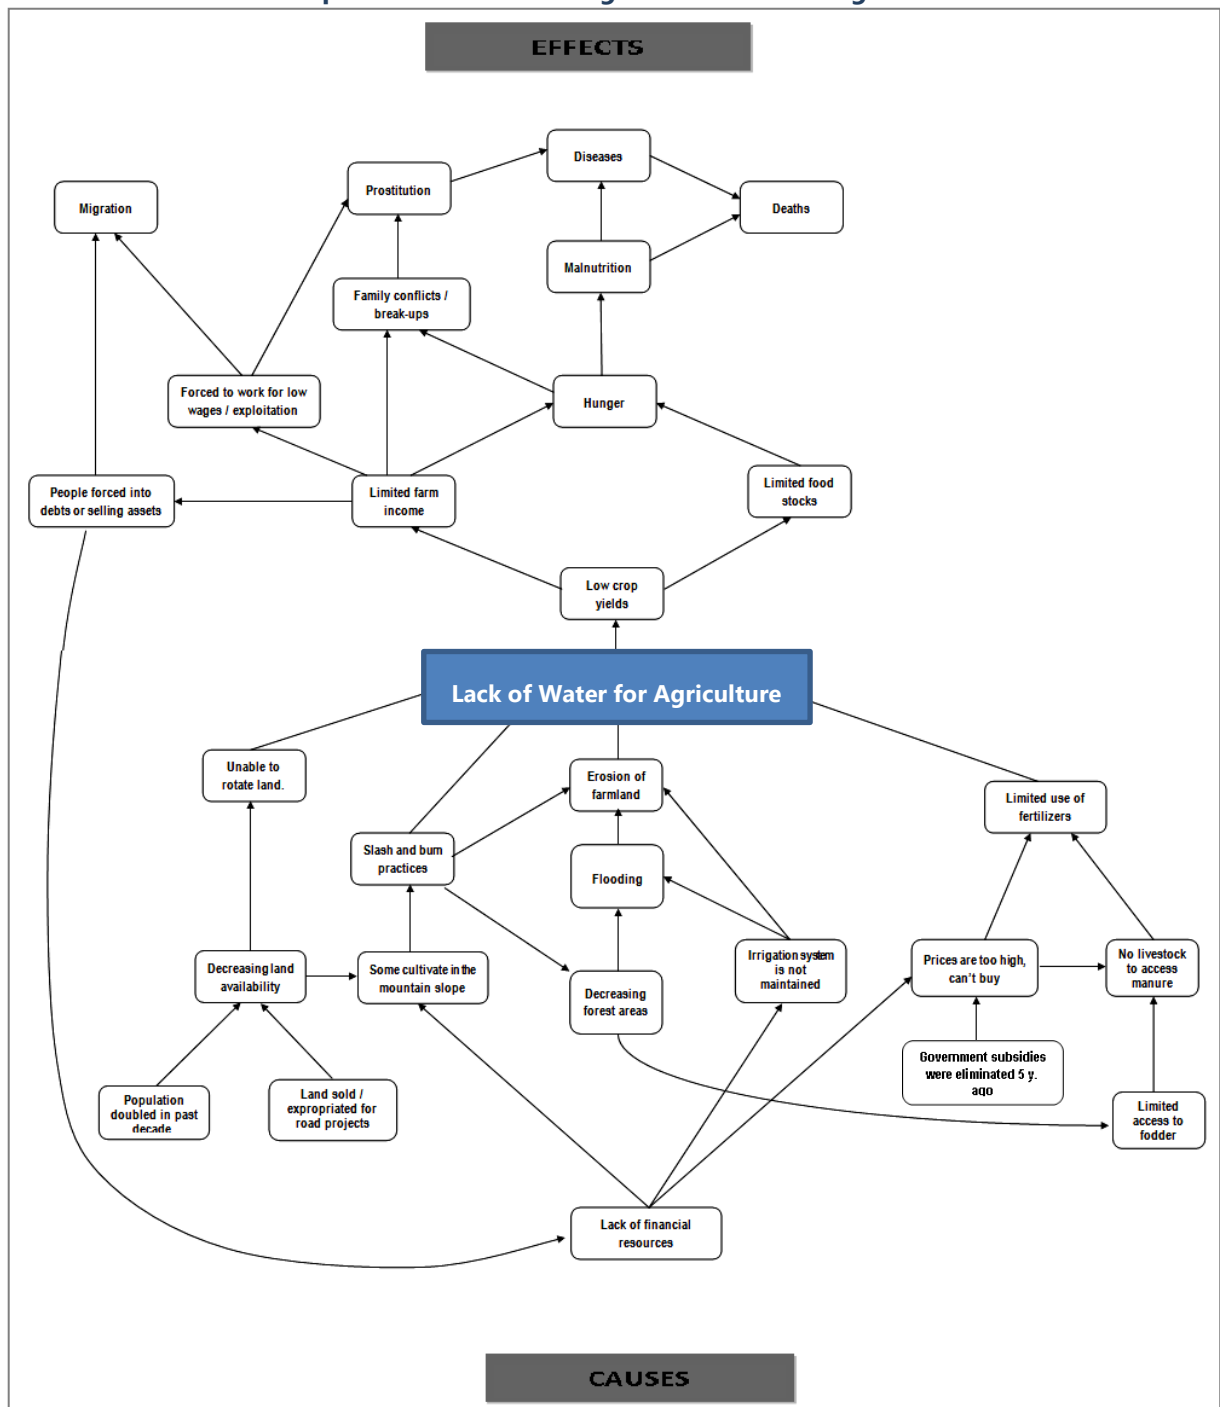 EFFECTS
Diseases
Prostitution
Migration
Deaths
Malnutrition
Family conflicts /
break-ups
Forced to work for low
wages / exploitation
Hunger
People forced into
debts or selling assets
Limited farm
income
Limited food
stocks
Low crop
yields
Lack of Water for Agriculture
Unable to
rotate land.
Erosion of
farmland
Limited use of
fertilizers
Slash and burn
practices
Flooding
Decreasing land
availability
Some cultivate in the
mountain slope
Decreasing
forest areas
Irrigation system
is not
maintained
Prices are too high,
can't buy
No livestock
to access
manure
Government subsidies
were eliminated 5 y.
ago
Population
doubled in past
decade
Land sold /
expropriated for
road projects
Limited
access to
fodder
Lack of financial
resources
CAUSES